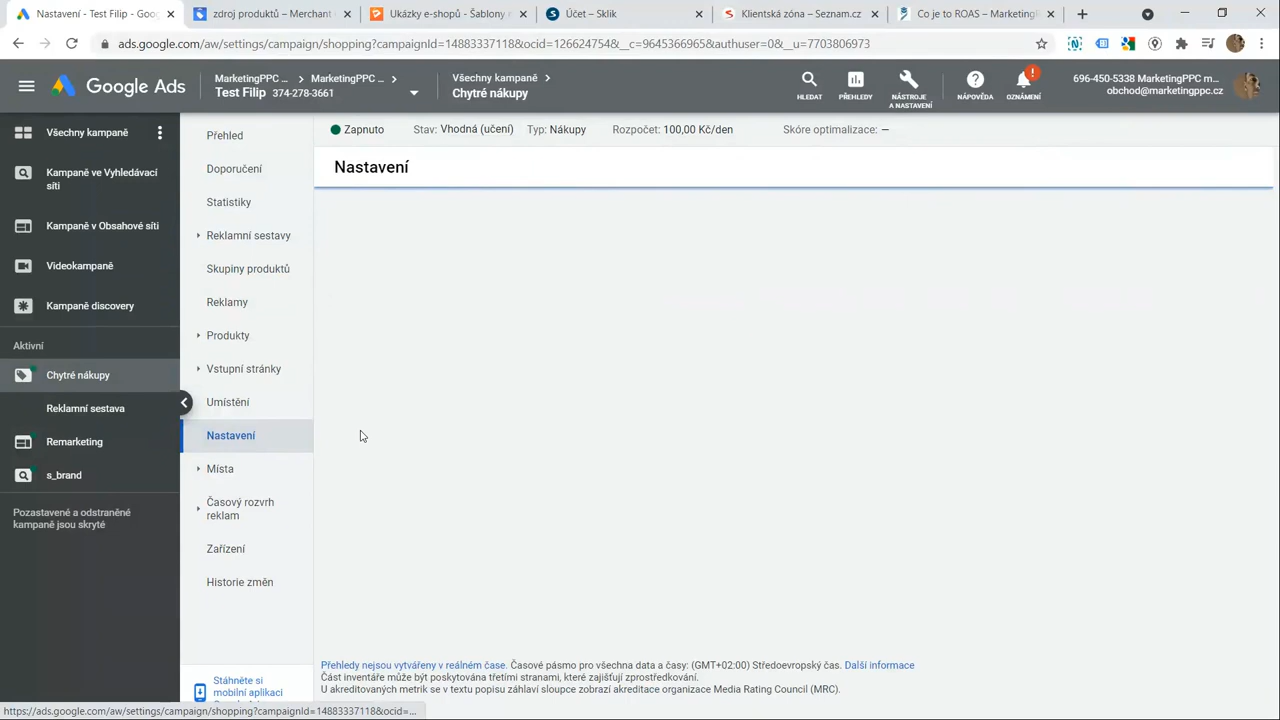 Nastavení - Test Filip - Goo
zdroj produktů – Merchant
Ukázky e-shopů - Šablony n
Účet – Sklik
Klientská zóna – Seznam.cz
Co je to ROAS – Marketing
ads.google.com/aw/settings/campaign/shopping?campaignId=14883337118&ocid=126624754&__c=9645366965&authuser=0&__u=7703806973
Google Ads
MarketingPPC ...
MarketingPPC ...
Test Filip 374-278-3661
Všechny kampaně
Chytré nákupy
HLEDAT
PŘEHLEDY
NÁSTROJE
A NASTAVENÍ
NÁPOVĚDA
OZNÁMENÍ
696-450-5338 MarketingPPC m...
obchod@marketingppc.cz
Všechny kampaně
Kampaně ve Vyhledávací
síti
Kampaně v Obsahové síti
Videokampaně
Kampaně discovery
Aktivní
Chytré nákupy
Reklamní sestava
Remarketing
s_brand
Pozastavené a odstraněné
kampaně jsou skryté
Přehled
Doporučení
Statistiky
Reklamní sestavy
Skupiny produktů
Reklamy
Produkty
Vstupní stránky
Umístění
Nastavení
Místa
Časový rozvrh
reklam
Zařízení
Historie změn
Stáhněte si
mobilní aplikaci
Zapnuto Stav: Vhodná (učení) Typ: Nákupy Rozpočet: 100,00 Kč/den Skóre optimalizace: —
Nastavení
Přehledy nejsou vytvářeny v reálném čase. Časové pásmo pro všechna data a časy: (GMT+02:00) Středoevropský čas. Další informace
Část inventáře může být poskytována třetími stranami, které zajišťují zprostředkování.
U akreditovaných metrik se v textu popisu záhlaví sloupce zobrazí akreditace organizace Media Rating Council (MRC).
https://ads.google.com/aw/settings/campaign/shopping?campaignId=14883337118&ocid=...